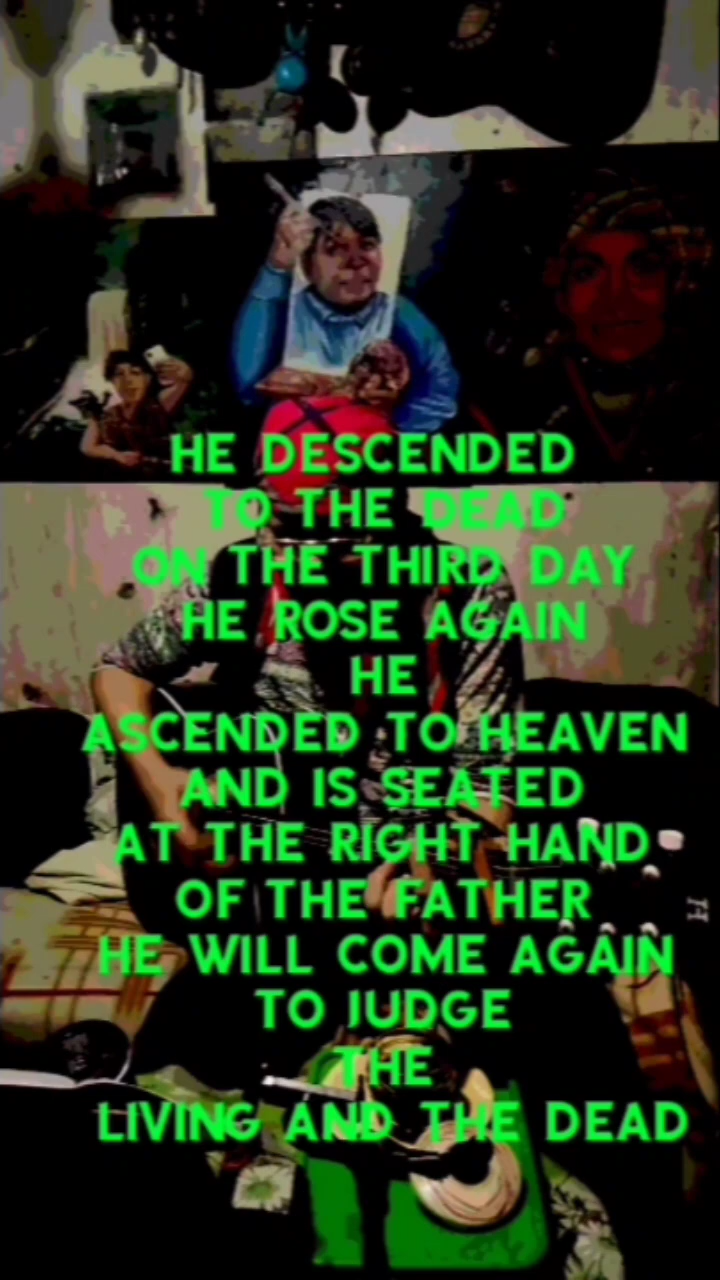 HE DESCENDED
TO THE DEAD
ON THE THIRD DAY
HE ROSE AGAIN
HE
ASCENDED TO HEAVEN
AND IS SEATED
AT THE RIGHT HAND
OF THE FATHER
HE WILL COME AGAIN
TO JUDGE
THE
LIVING AND THE DEAD